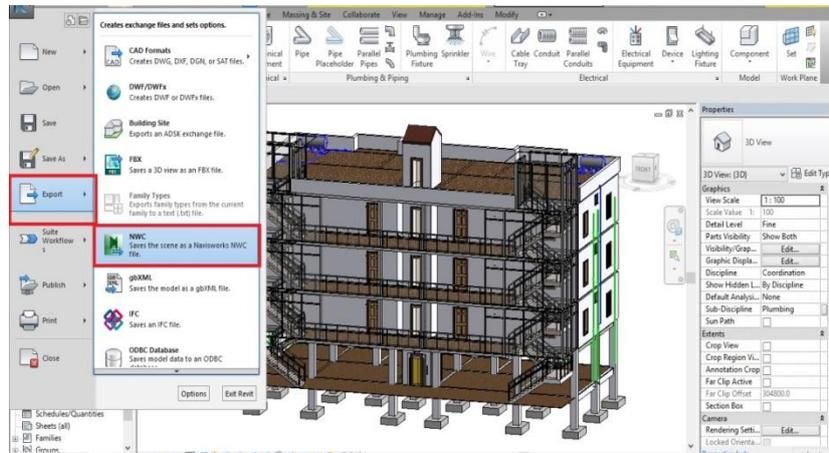 Massing & Site Collaborate View Manage Add-Ins Modify
Creates exchange files and sets options.
New
Open
Save
Save As
Export
Suite
Workflow
s
Publish
Print
Close
CAD Formats
Creates DWG, DXF, DGN, or SAT files.
DWF/DWFx
Creates DWF or DWFx files.
Building Site
Exports an ADSK exchange file.
FBX
Saves a 3D view as an FBX file.
Family Types
Exports family types from the current
family to a text (.txt) file.
NWC
Saves the scene as a Navisworks NWC
file.
gbXML
Saves the model as a gbXML file.
IFC
Saves an IFC file.
ODBC Database
Saves model data to an ODBC
Options Exit Revit
Pipe Pipe Placeholder Parallel Pipes Plumbing Fixture Sprinkler Wire Cable Tray Conduit Parallel Conduits Electrical Equipment Device Lighting Fixture Component Set
Plumbing & Piping Electrical Model Work Plane
FRONT
Properties
3D View
3D View: {3D} Edit Typ
Graphics
View Scale 1 : 100
Scale Value 1: 100
Detail Level Fine
Parts Visibility Show Both
Visibility/Grap... Edit...
Graphic Displa... Edit...
Discipline Coordination
Show Hidden L... By Discipline
Default Analysi... None
Sub-Discipline Plumbing
Sun Path
Extents
Crop View
Crop Region Vi...
Annotation Crop
Far Clip Active
Far Clip Offset 304800.0
Section Box
Camera
Rendering Setti... Edit...
Locked Orienta...
Schedules/Quantities
Sheets (all)
Families
Groups